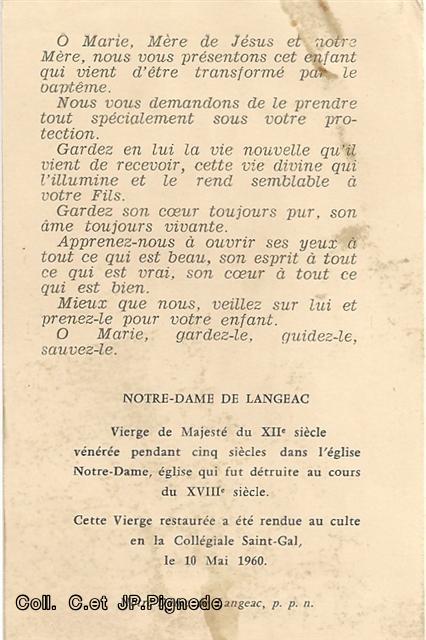 O Marie, Mère de Jésus et notre
Mère, nous vous présentons cet enfant
qui vient d'être transformé par le
baptême.
Nous vous demandons de le prendre
tout spécialement sous votre pro-
tection.
Gardez en lui la vie nouvelle qu'il
vient de recevoir, cette vie divine qui
l'illumine et le rend semblable à
votre Fils.
Gardez son cœur toujours pur, son
âme toujours vivante.
Apprenez-nous à ouvrir ses yeux à
tout ce qui est beau, son esprit à tout
ce qui est vrai, son cœur à tout ce
qui est bien.
Mieux que nous, veillez sur lui et
prenez-le pour votre enfant.
O Marie, gardez-le, guidez-le,
sauvez-le.
NOTRE-DAME DE LANGEAC
Vierge de Majesté du XIIe siècle
vénérée pendant cinq siècles dans l'église
Notre-Dame, église qui fut détruite au cours
du XVIIIe siècle.
Cette Vierge restaurée a été rendue au culte
en la Collégiale Saint-Gal,
le 10 Mai 1960.
Langeac, p. p. n.
Coll. C.et JP.Pignede